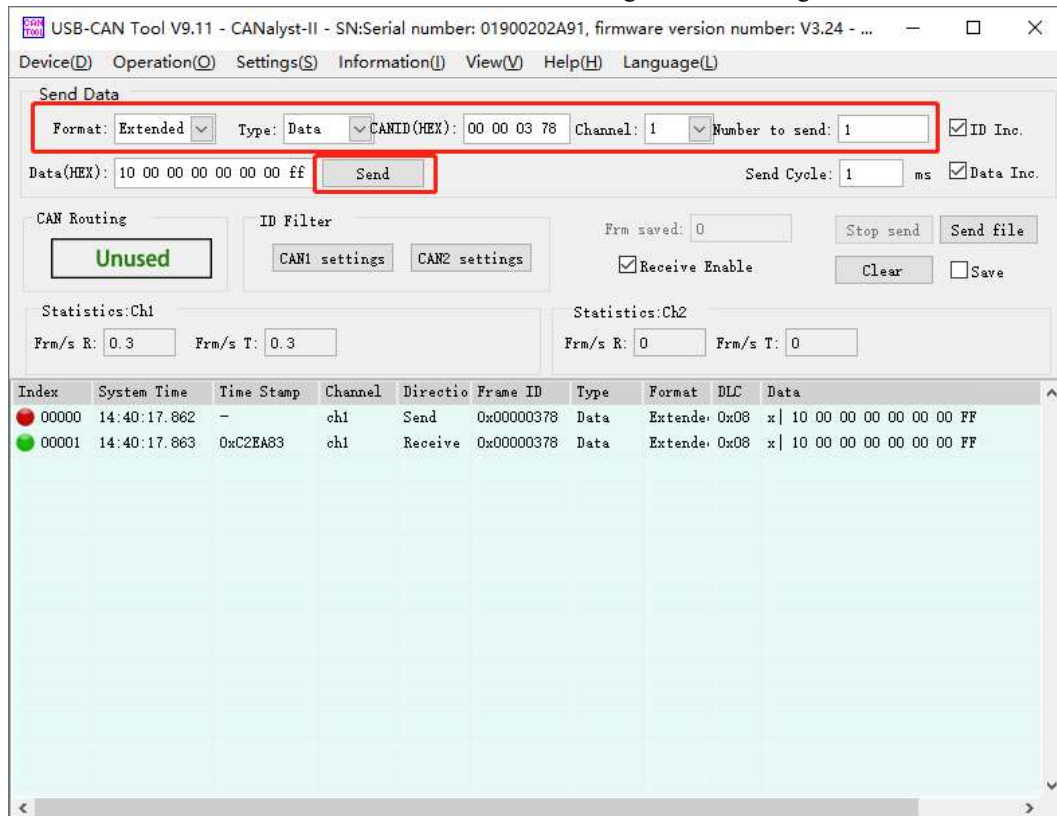 USB-CAN Tool V9.11 - CANalyst-II - SN:Serial number: 01900202A91, firmware version number: V3.24 - ...
Device(D) Operation(O) Settings(S) Information(I) View(V) Help(H) Language(L)
Send Data
Format: Extended Type: Data CANID(HEX): 00 00 03 78 Channel: 1 Number to send: 1 ID Inc.
Data(HEX): 10 00 00 00 00 00 00 ff Send Send Cycle: 1 ms Data Inc.
CAN Routing ID Filter Frm saved: 0 Stop send Send file
Unused CAN1 settings CAN2 settings Receive Enable Clear Save
Statistics:Ch1 Statistics:Ch2
Frm/s R: 0.3 Frm/s T: 0.3 Frm/s R: 0 Frm/s T: 0
Index System Time Time Stamp Channel Directio Frame ID Type Format DLC Data
00000 14:40:17.862 - ch1 Send 0x00000378 Data Extende 0x08 x| 10 00 00 00 00 00 00 FF
00001 14:40:17.863 0xC2EA83 ch1 Receive 0x00000378 Data Extende 0x08 x| 10 00 00 00 00 00 00 FF